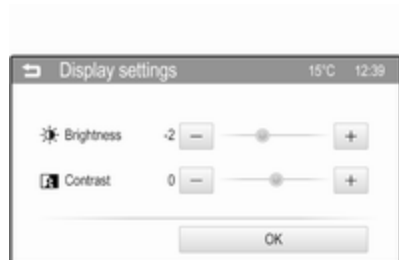 Display settings 15°C 12:39
Brightness -2 — +
Contrast 0 — +
OK